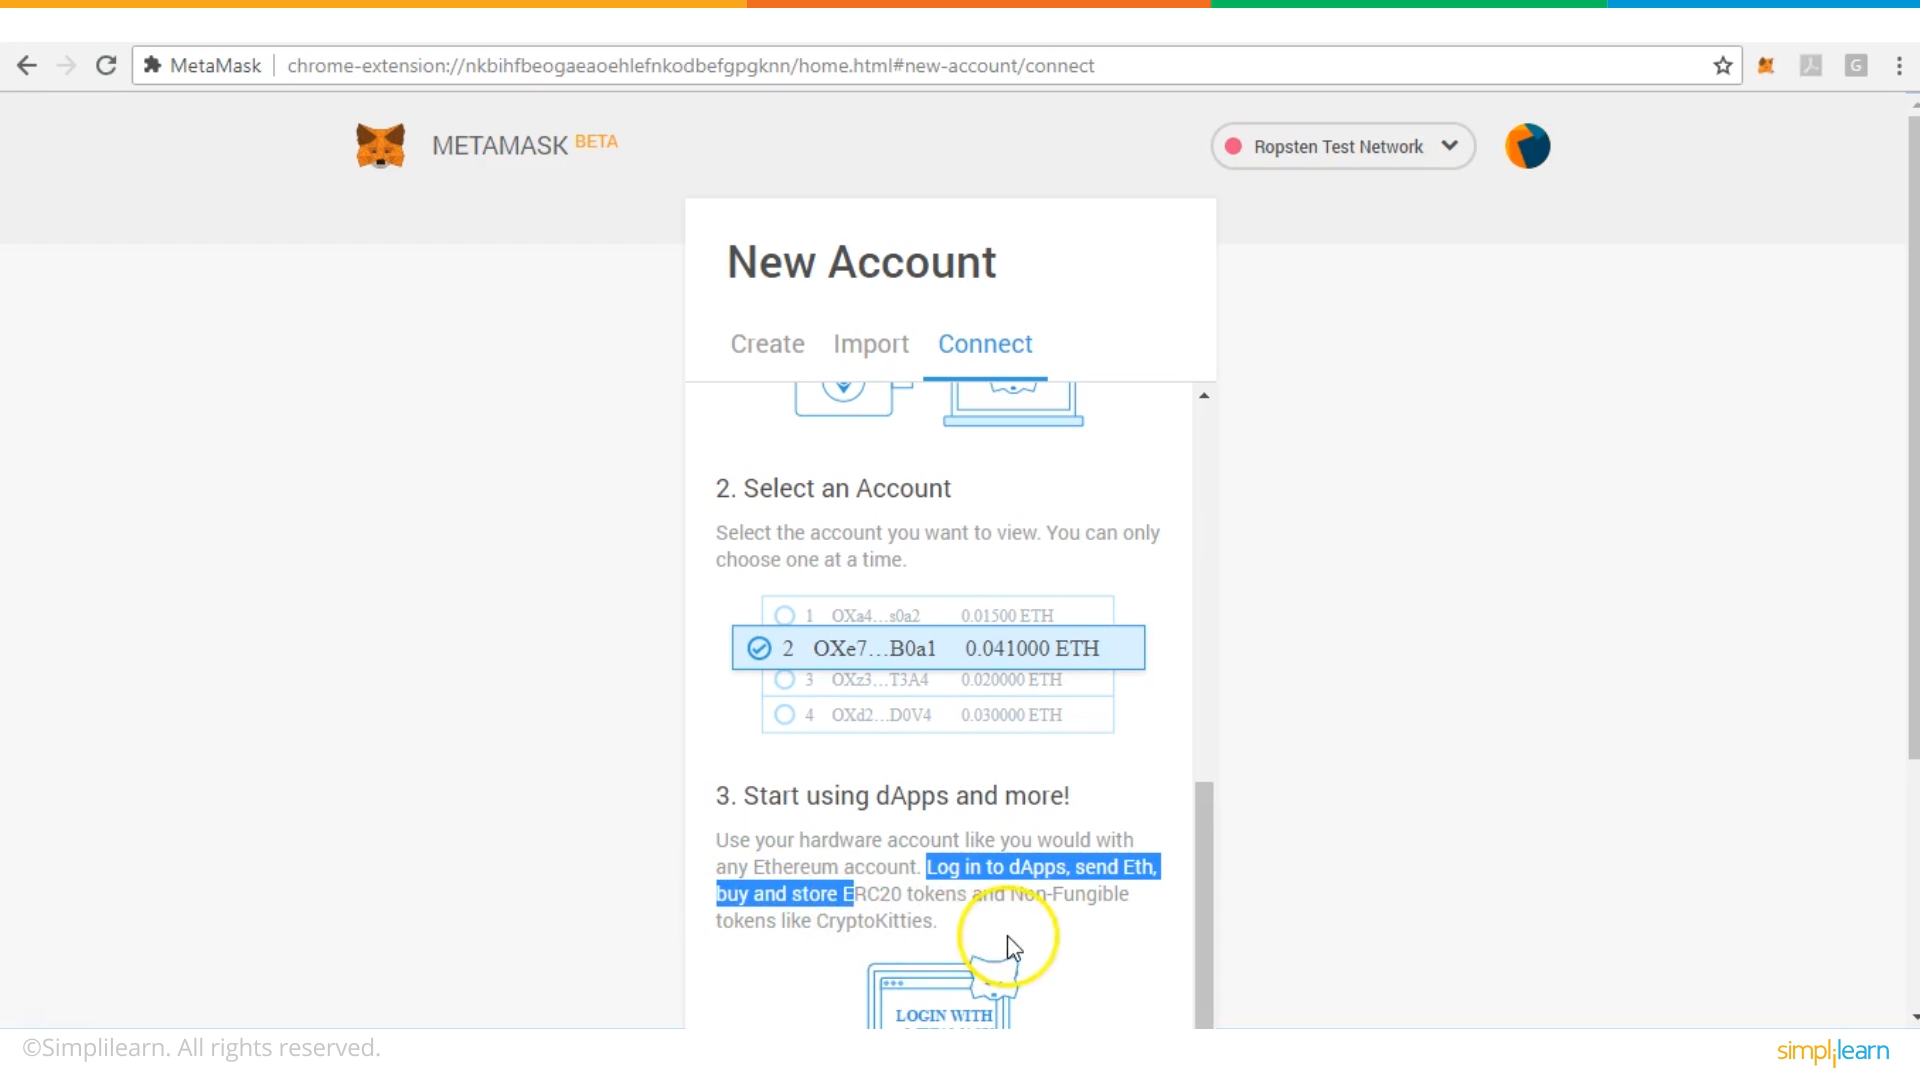 MetaMask chrome-extension://nkbihfbeogaeaoehlefnkodbefgpgknn/home.html#new-account/connect G
METAMASK BETA
Ropsten Test Network
New Account
Create Import Connect
2. Select an Account
Select the account you want to view. You can only
choose one at a time.
1 OXa4...s0a2 0.01500 ETH
2 OXe7...B0a1 0.041000 ETH
3 OXz3...T3A4 0.020000 ETH
4 OXd2...D0V4 0.030000 ETH
3. Start using dApps and more!
Use your hardware account like you would with
any Ethereum account. Log in to dApps, send Eth,
buy and store ERC20 tokens and Non-Fungible
tokens like CryptoKitties.
LOGIN WITH
©Simplilearn. All rights reserved.
simplilearn